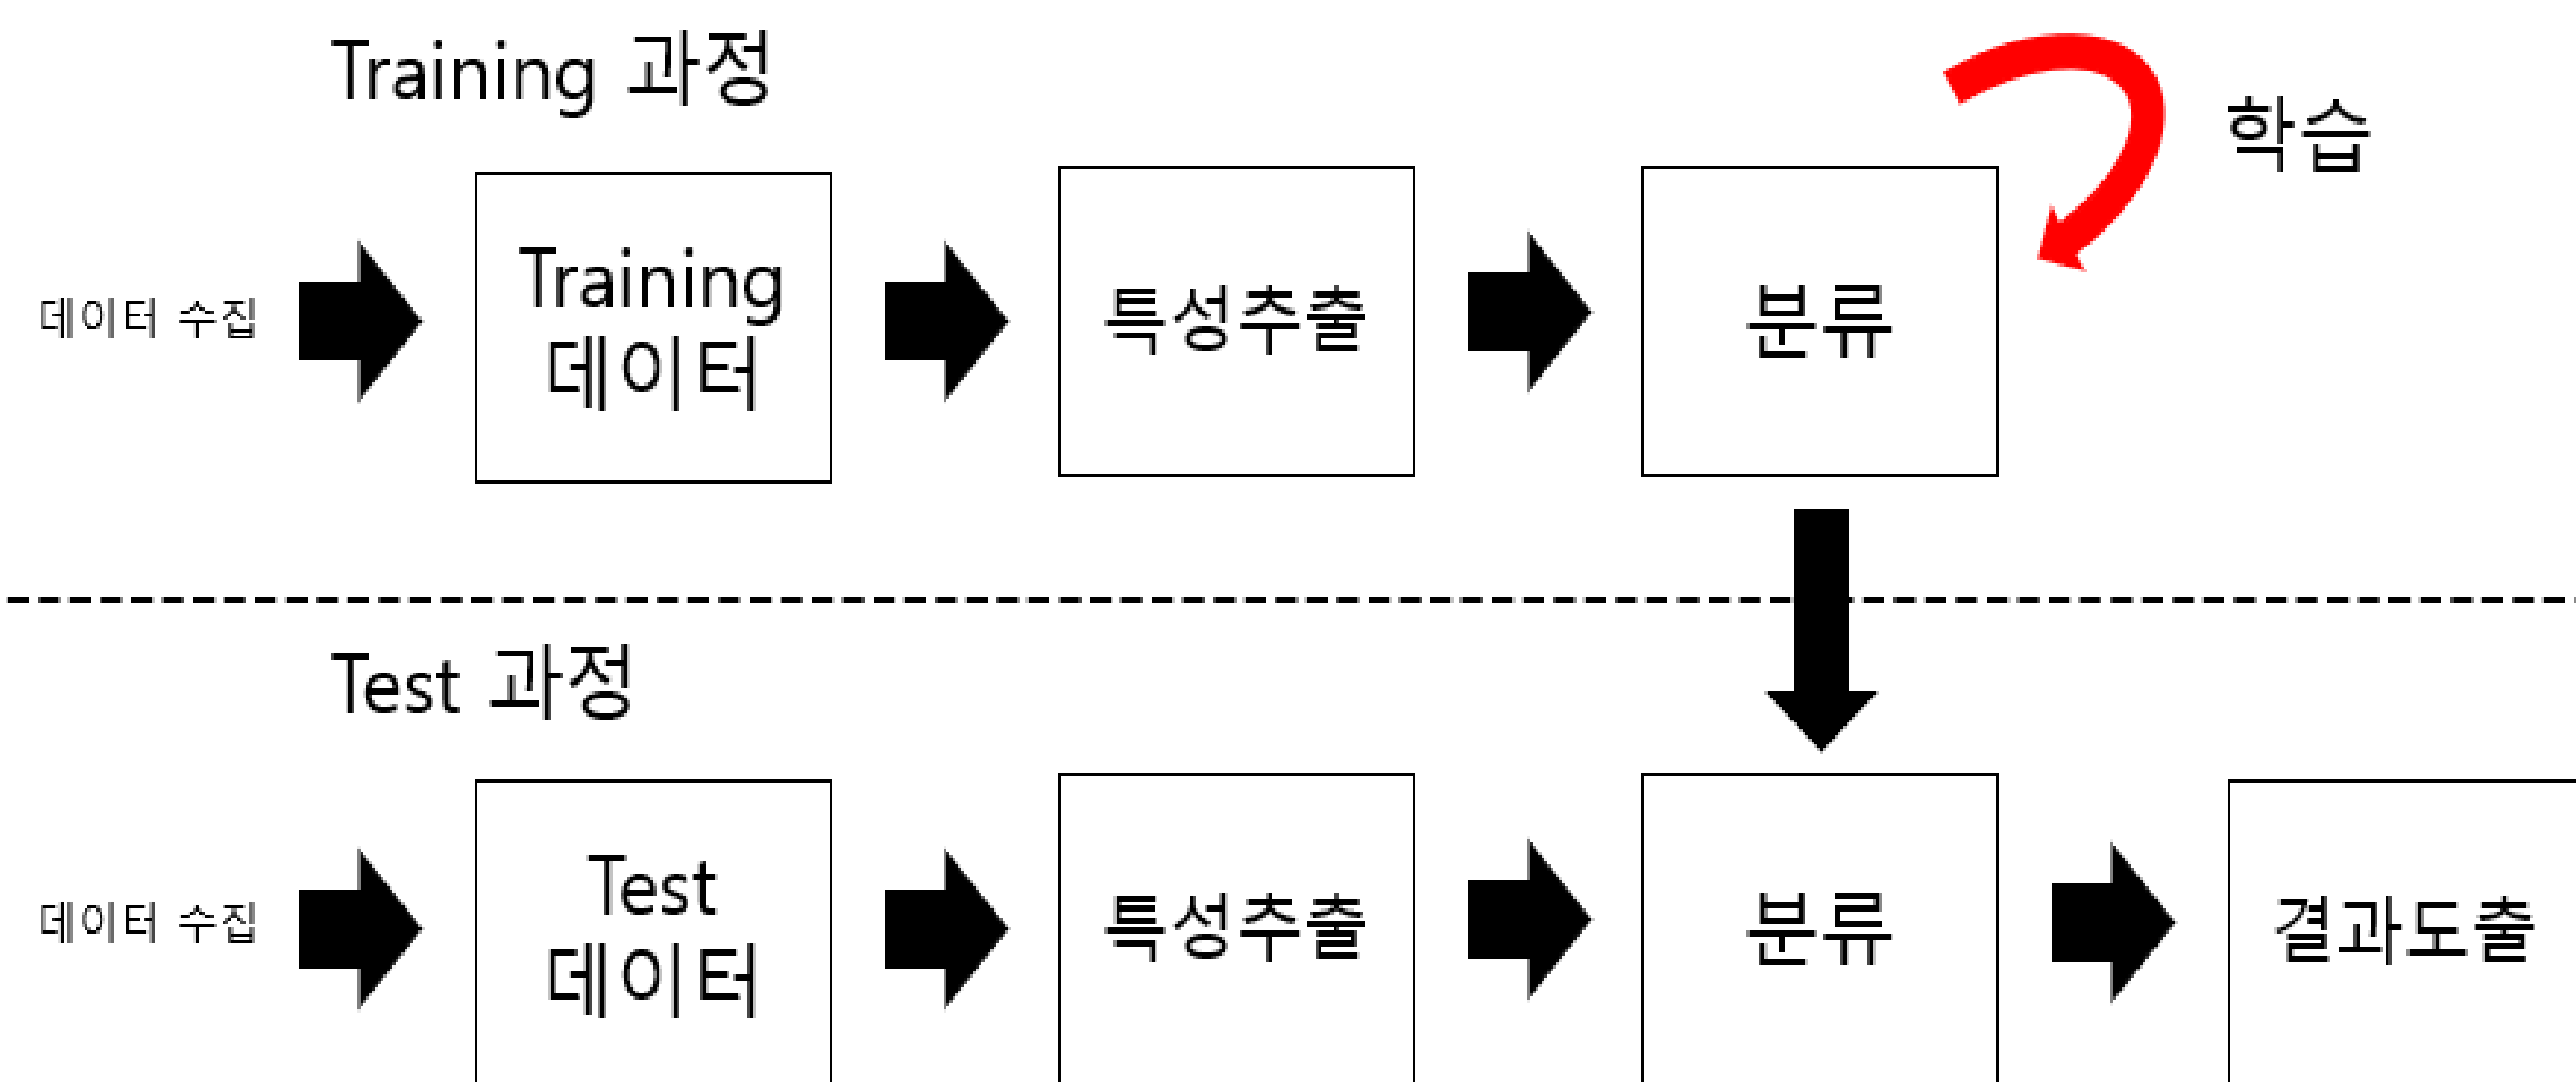 Training 과정
학습
데이터 수집
Training
데이터
특성추출
분류
Test 과정
데이터 수집
Test
데이터
특성추출
분류
결과도출